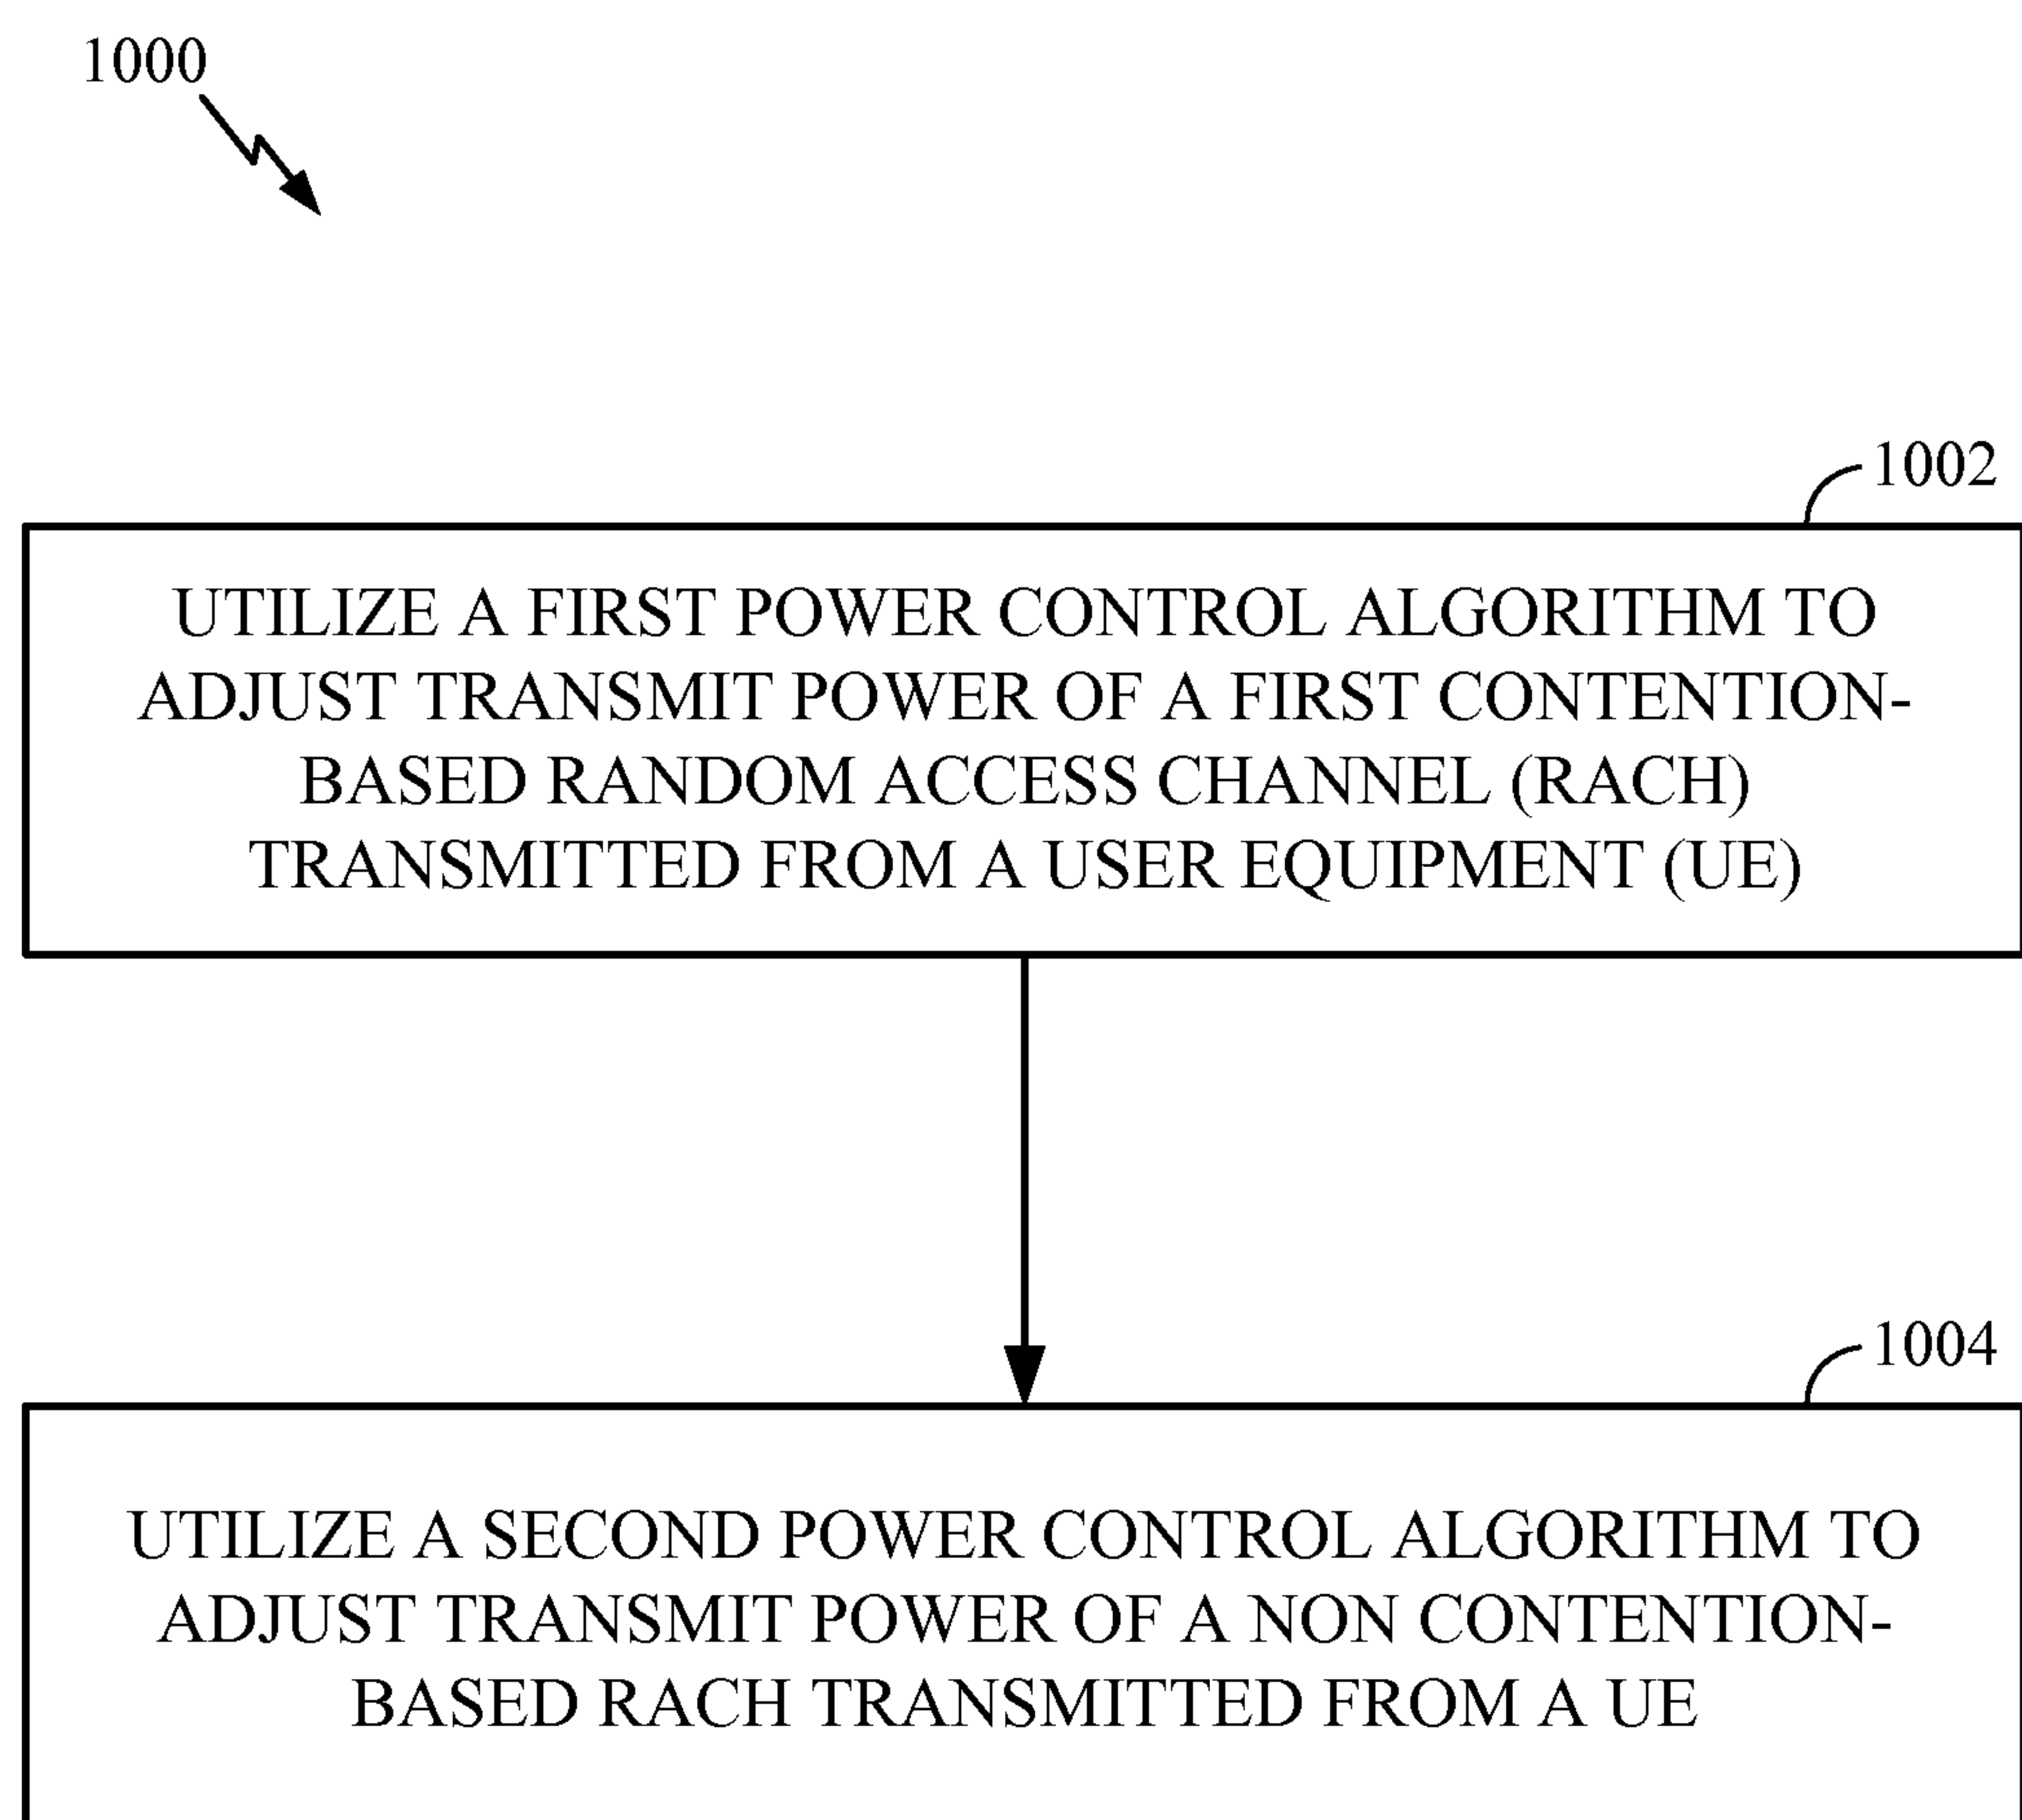 1000
1002
UTILIZE A FIRST POWER CONTROL ALGORITHM TO
ADJUST TRANSMIT POWER OF A FIRST CONTENTION-
BASED RANDOM ACCESS CHANNEL (RACH)
TRANSMITTED FROM A USER EQUIPMENT (UE)
1004
UTILIZE A SECOND POWER CONTROL ALGORITHM TO
ADJUST TRANSMIT POWER OF A NON CONTENTION-
BASED RACH TRANSMITTED FROM A UE